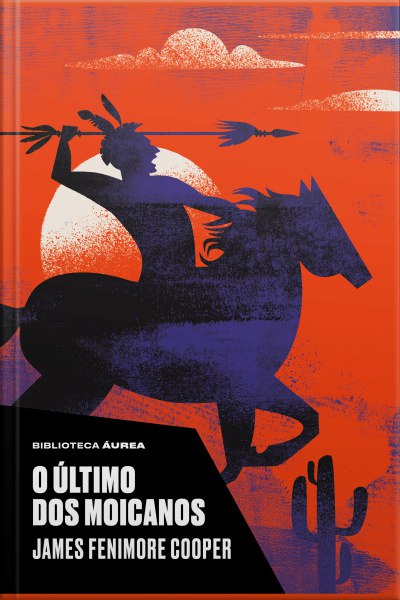 BIBLIOTECA ÁUREA
O ÚLTIMO
DOS MOICANOS
JAMES FENIMORE COOPER